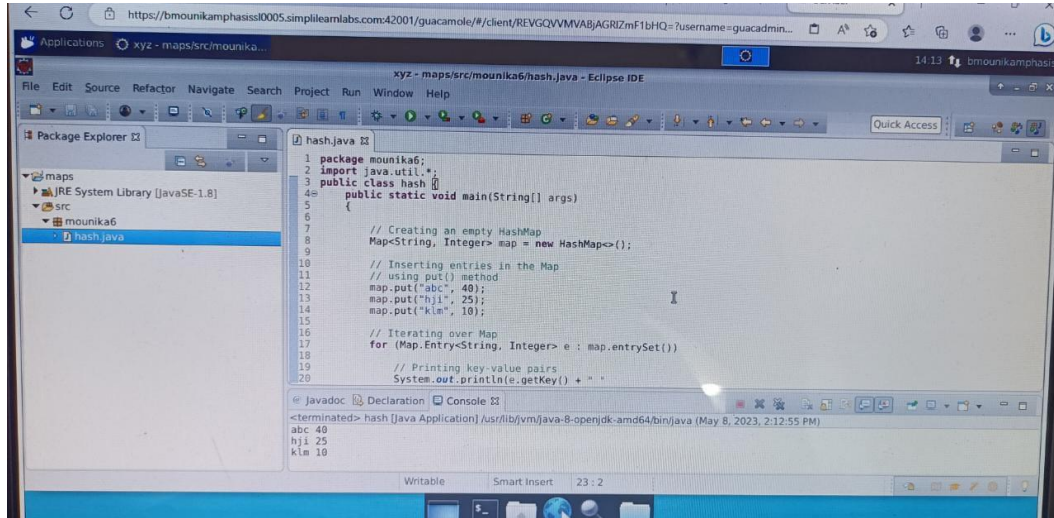 https://bmounikamphasissl0005.simplilearnlabs.com:42001/guacamole/#/client/REVGQVVMVABjAGRIZmF1bHQ=?username=guacadmin...
Applications xyz - maps/src/mounika...
14:13 bmounikamphasis
xyz - maps/src/mounika6/hash.java - Eclipse IDE
File Edit Source Refactor Navigate Search Project Run Window Help
Quick Access
Package Explorer
hash.java
maps
JRE System Library [JavaSE-1.8]
src
mounika6
hash.java
1 package mounika6;
2 import java.util.*;
3 public class hash {
4 public static void main(String[] args)
5 {
6
7 // Creating an empty HashMap
8 Map<String, Integer> map = new HashMap<>();
9
10 // Inserting entries in the Map
11 // using put() method
12 map.put("abc", 40);
13 map.put("hji", 25);
14 map.put("klm", 10);
15
16 // Iterating over Map
17 for (Map.Entry<String, Integer> e : map.entrySet())
18
19 // Printing key-value pairs
20 System.out.println(e.getKey() + " "
Javadoc Declaration Console
<terminated> hash [Java Application] /usr/lib/jvm/java-8-openjdk-amd64/bin/java (May 8, 2023, 2:12:55 PM)
abc 40
hji 25
klm 10
Writable Smart Insert 23 : 2